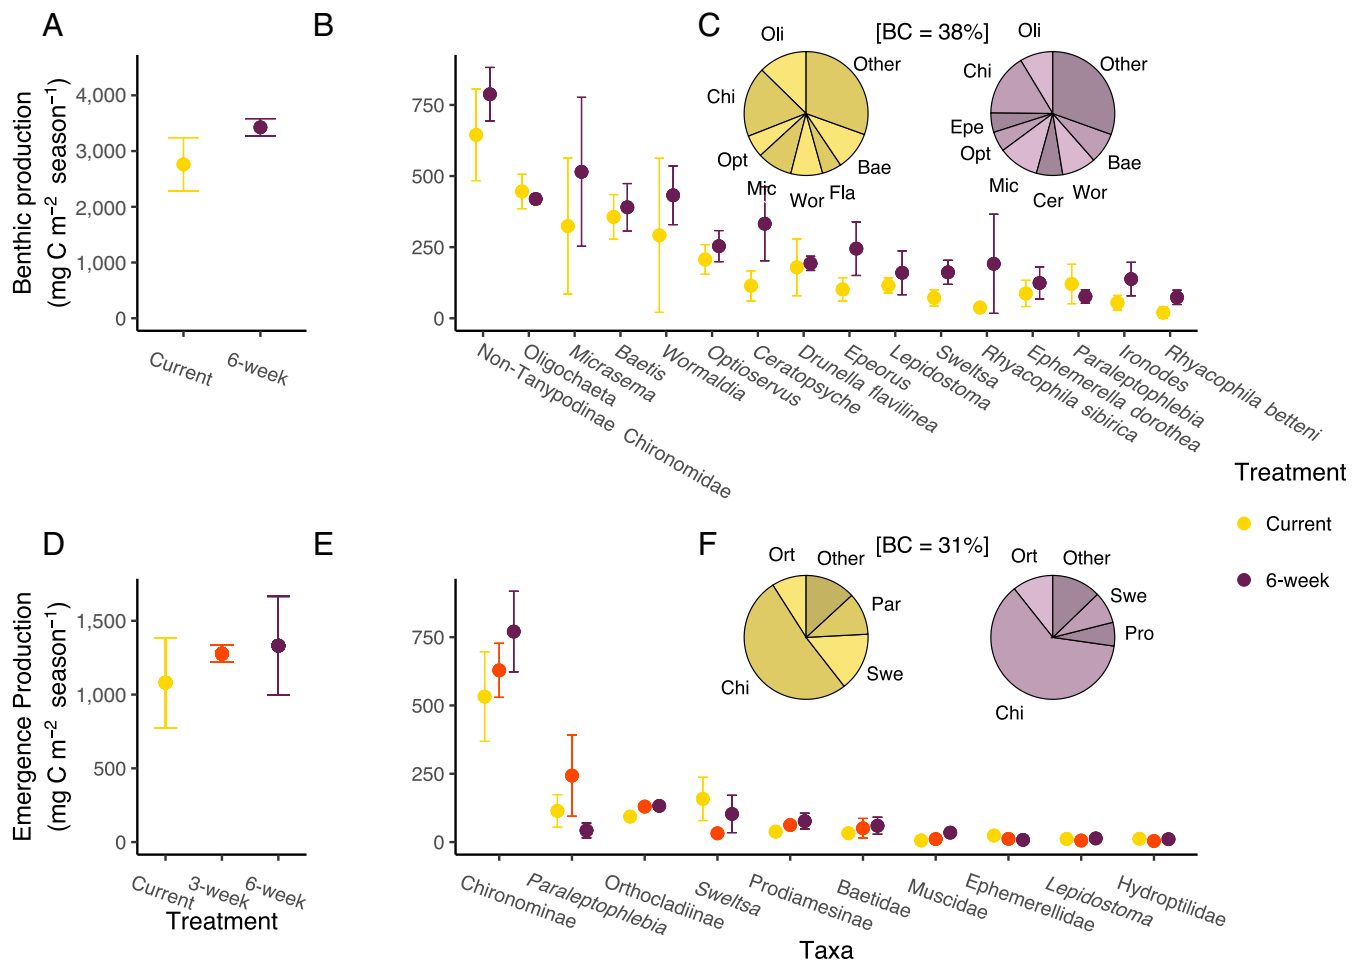 A
B
C
Benthic production
(mg C m−2 season−1)
4,000
3,000
2,000
1,000
0
Current
6-week
750
500
250
0
Non-Tanypodinae Chironomidae
Oligochaeta
Micrasema
Baetis
Wormaldia
Optioservus
Ceratopsyche
Drunella flavilinea
Epeorus
Lepidostoma
Sweltsa
Rhyacophila sibirica
Ephemerella dorothea
Paraleptophlebia
Ironodes
Rhyacophila betteni
[BC = 38%]
Oli
Other
Chi
Opt
Mic
Wor
Fla
Bae
Oli
Other
Chi
Epe
Opt
Mic
Cer
Wor
Bae
Treatment
Current
6-week
D
E
F
Emergence Production
(mg C m−2 season−1)
1,500
1,000
500
0
Current
3-week
6-week
Treatment
750
500
250
0
Chironominae
Paraleptophlebia
Orthocladiinae
Sweltsa
Prodiamesinae
Baetidae
Muscidae
Ephemerellidae
Lepidostoma
Hydroptilidae
Taxa
[BC = 31%]
Ort
Other
Par
Swe
Chi
Ort
Other
Swe
Pro
Chi